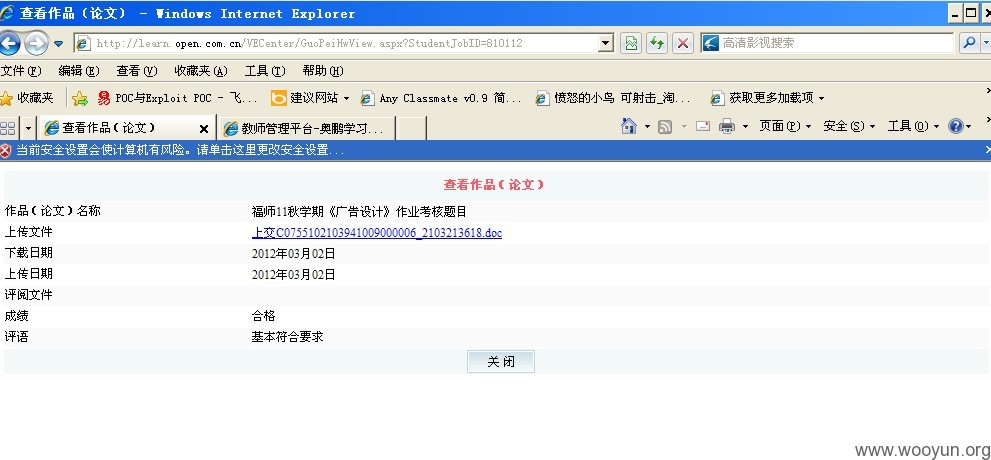 查看作品（论文） - Windows Internet Explorer
http://learn.open.com.cn/VECenter/GuoPeiHwView.aspx?StudentJobID=810112
高清影视搜索
文件(F) 编辑(E) 查看(V) 收藏夹(A) 工具(T) 帮助(H)
收藏夹 POC与Exploit POC - 飞... 建议网站 Any Classmate v0.9 简... 愤怒的小鸟 可射击_淘... 获取更多加载项
查看作品（论文） 教师管理平台-奥鹏学习... 页面(P) 安全(S) 工具(O)
当前安全设置会使计算机有风险。请单击这里更改安全设置...
查看作品（论文）
作品（论文）名称 福师11秋学期《广告设计》作业考核题目
上传文件 上交C0755102103941009000006_2103213618.doc
下载日期 2012年03月02日
上传日期 2012年03月02日
评阅文件
成绩 合格
评语 基本符合要求
关 闭
www.wooyun.org